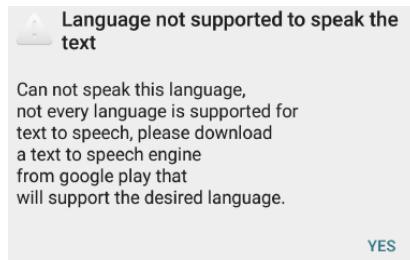 Language not supported to speak the
text
Can not speak this language,
not every language is supported for
text to speech, please download
a text to speech engine
from google play that
will support the desired language.
YES